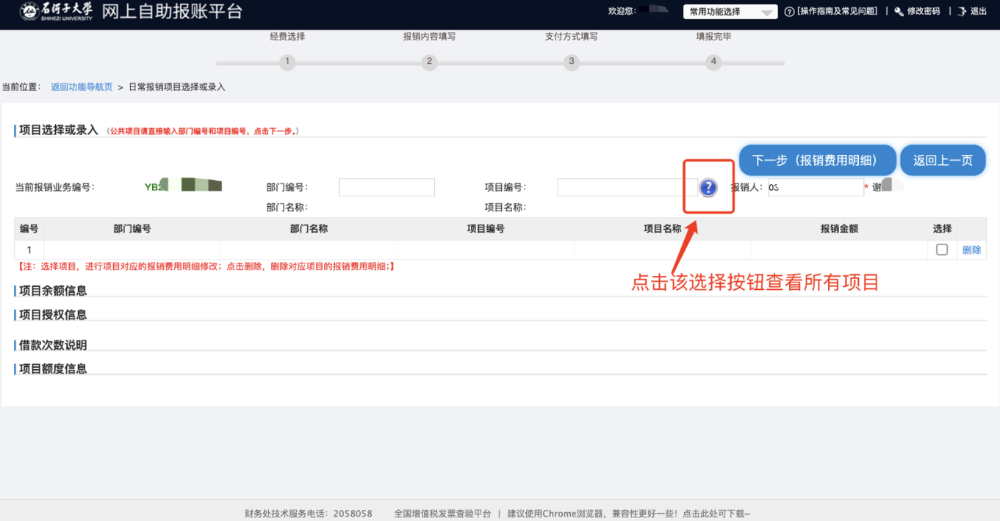 石河子大学 SHIHEZI UNIVERSITY 网上自助报账平台 欢迎您: 常用功能选择 ? [操作指南及常见问题] | 修改密码 | 退出
经费选择 报销内容填写 支付方式填写 填报完毕
1 2 3 4
当前位置: 返回功能导航页 > 日常报销项目选择或录入
项目选择或录入 (公共项目请直接输入部门编号和项目编号,点击下一步。)
下一步(报销费用明细) 返回上一页
当前报销业务编号: YB2 部门编号: 项目编号: ? 报销人: * 谢
部门名称: 项目名称:
编号 部门编号 部门名称 项目编号 项目名称 报销金额 选择
1 删除
【注:选择项目,进行项目对应的报销费用明细修改;点击删除,删除对应项目的报销费用明细;】
点击该选择按钮查看所有项目
项目余额信息
项目授权信息
借款次数说明
项目额度信息
财务处技术服务电话:2058058 全国增值税发票查验平台 | 建议使用Chrome浏览器,兼容性更好一些!点击此处可下载~